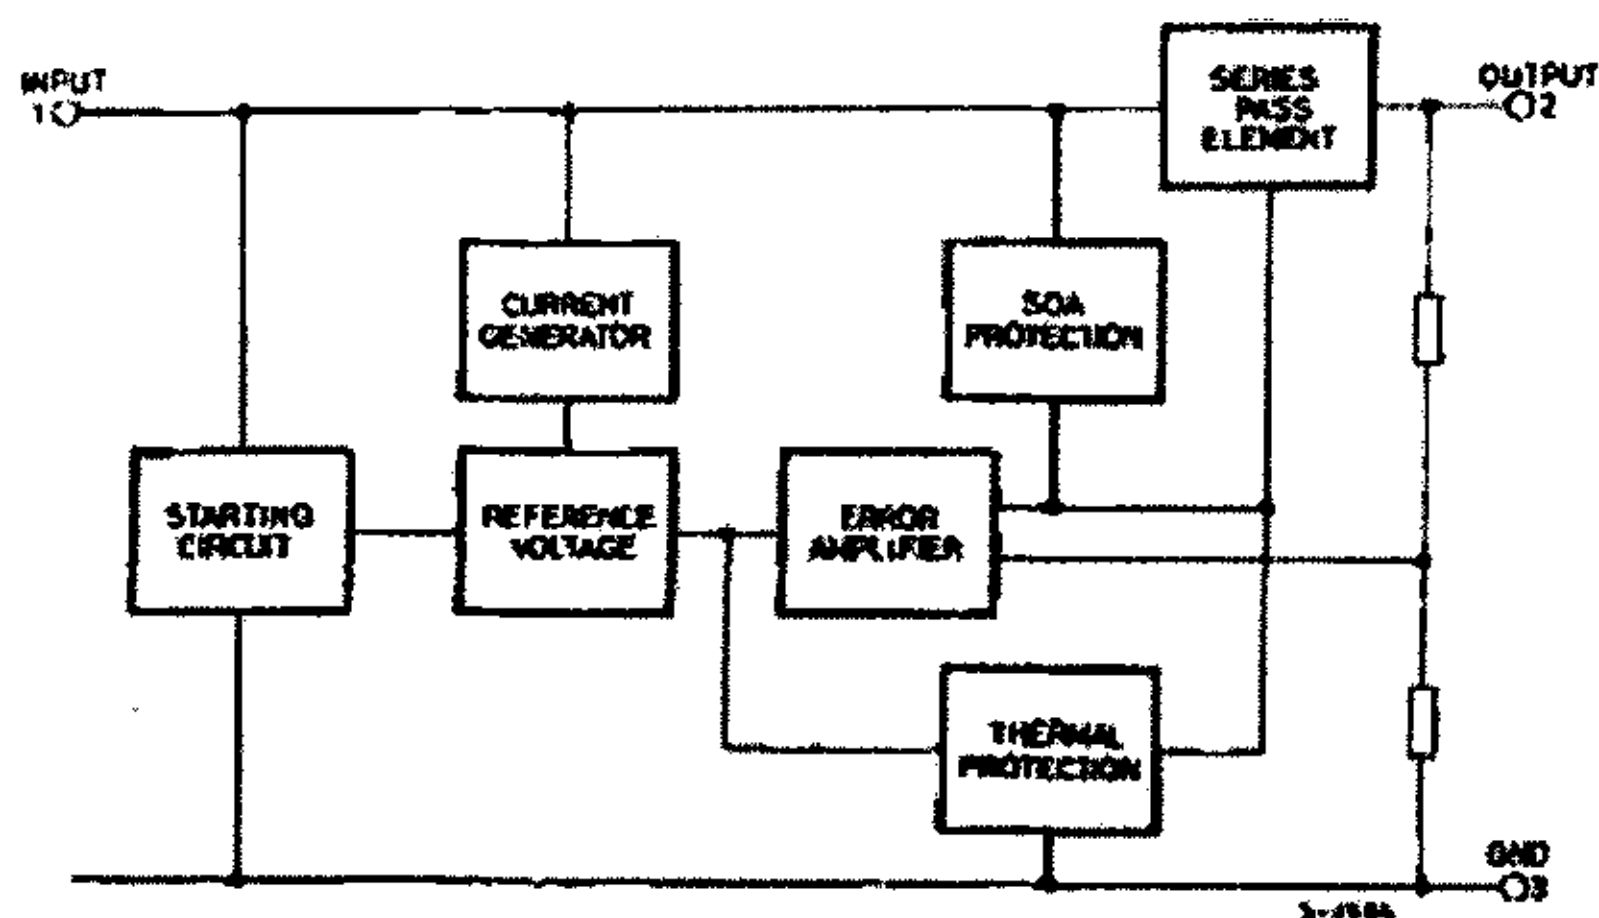 INPUT
1
SERIES
PASS
ELEMENT
OUTPUT
2
CURRENT
GENERATOR
SOA
PROTECTION
STARTING
CIRCUIT
REFERENCE
VOLTAGE
ERROR
AMPLIFIER
THERMAL
PROTECTION
GND
3